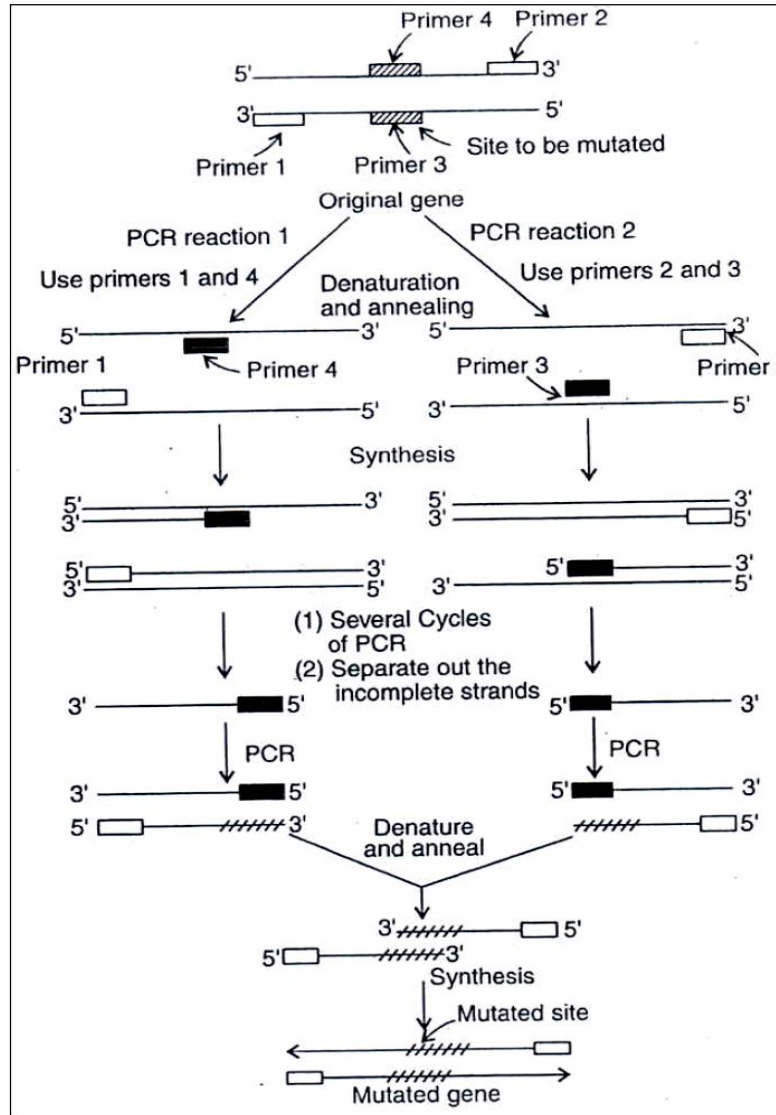 Primer 4 Primer 2
5' 3'
3' 5'
Primer 1 Primer 3 Site to be mutated
Original gene
PCR reaction 1 PCR reaction 2
Use primers 1 and 4 Denaturation and annealing Use primers 2 and 3
5' 3' 5' 3'
Primer 1 Primer 4 Primer 3 Primer
3' 5' 3' 5'
Synthesis
5' 3' 5' 3'
3' 3' 5'
5' 3' 5' 3'
3' 5' 3' 5'
(1) Several Cycles
of PCR
(2) Separate out the
incomplete strands
3' 5' 5' 3'
PCR PCR
3' 5' 5' 3'
5' 3' Denature 5'
and anneal
3' 5'
5' 3'
Synthesis
Mutated site
Mutated gene